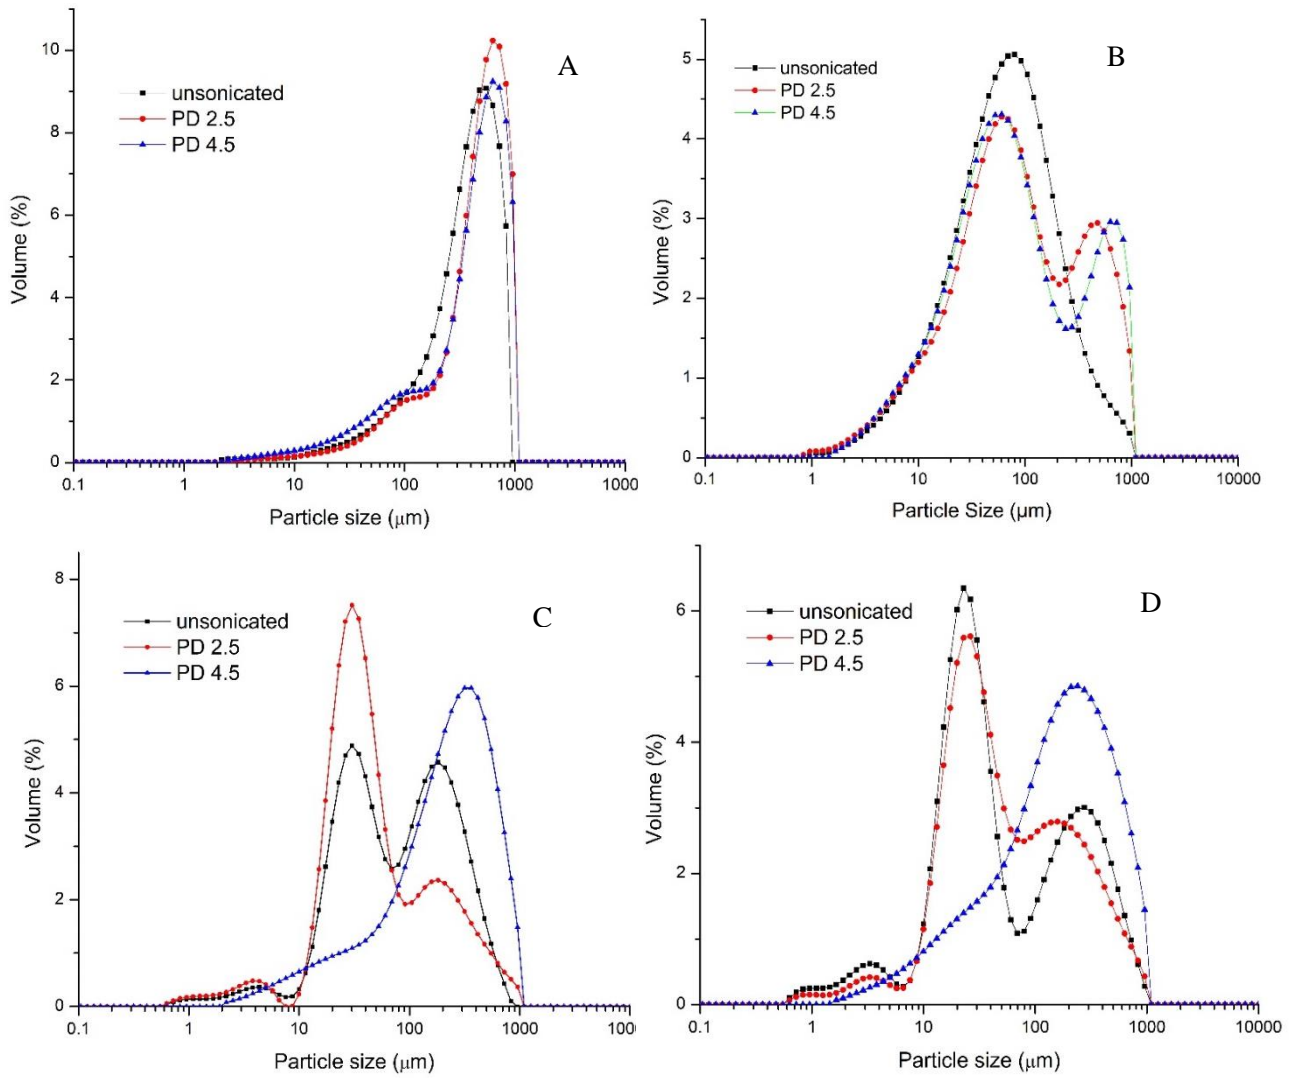 A
unsonicated
PD 2.5
PD 4.5
10
8
6
4
2
0
Volume (%)
0.1 1 10 100 1000 1000
Particle size (μm)
B
unsonicated
PD 2.5
PD 4.5
5
4
3
2
1
0
Volume (%)
0.1 1 10 100 1000 10000
Particle Size (μm)
C
unsonicated
PD 2.5
PD 4.5
8
6
4
2
0
Volume (%)
0.1 1 10 100 1000 100
Particle size (μm)
D
unsonicated
PD 2.5
PD 4.5
6
4
2
0
Volume (%)
0.1 1 10 100 1000 10000
Particle size (μm)